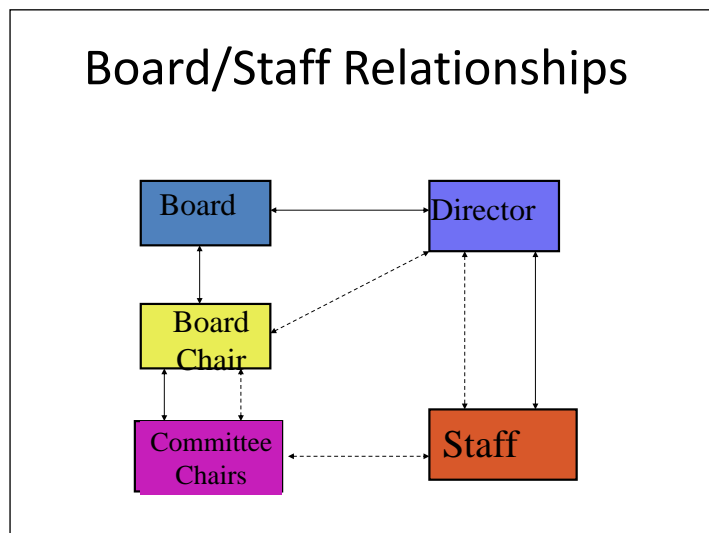 Board/Staff Relationships
Board
Director
Board
Chair
Committee
Chairs
Staff